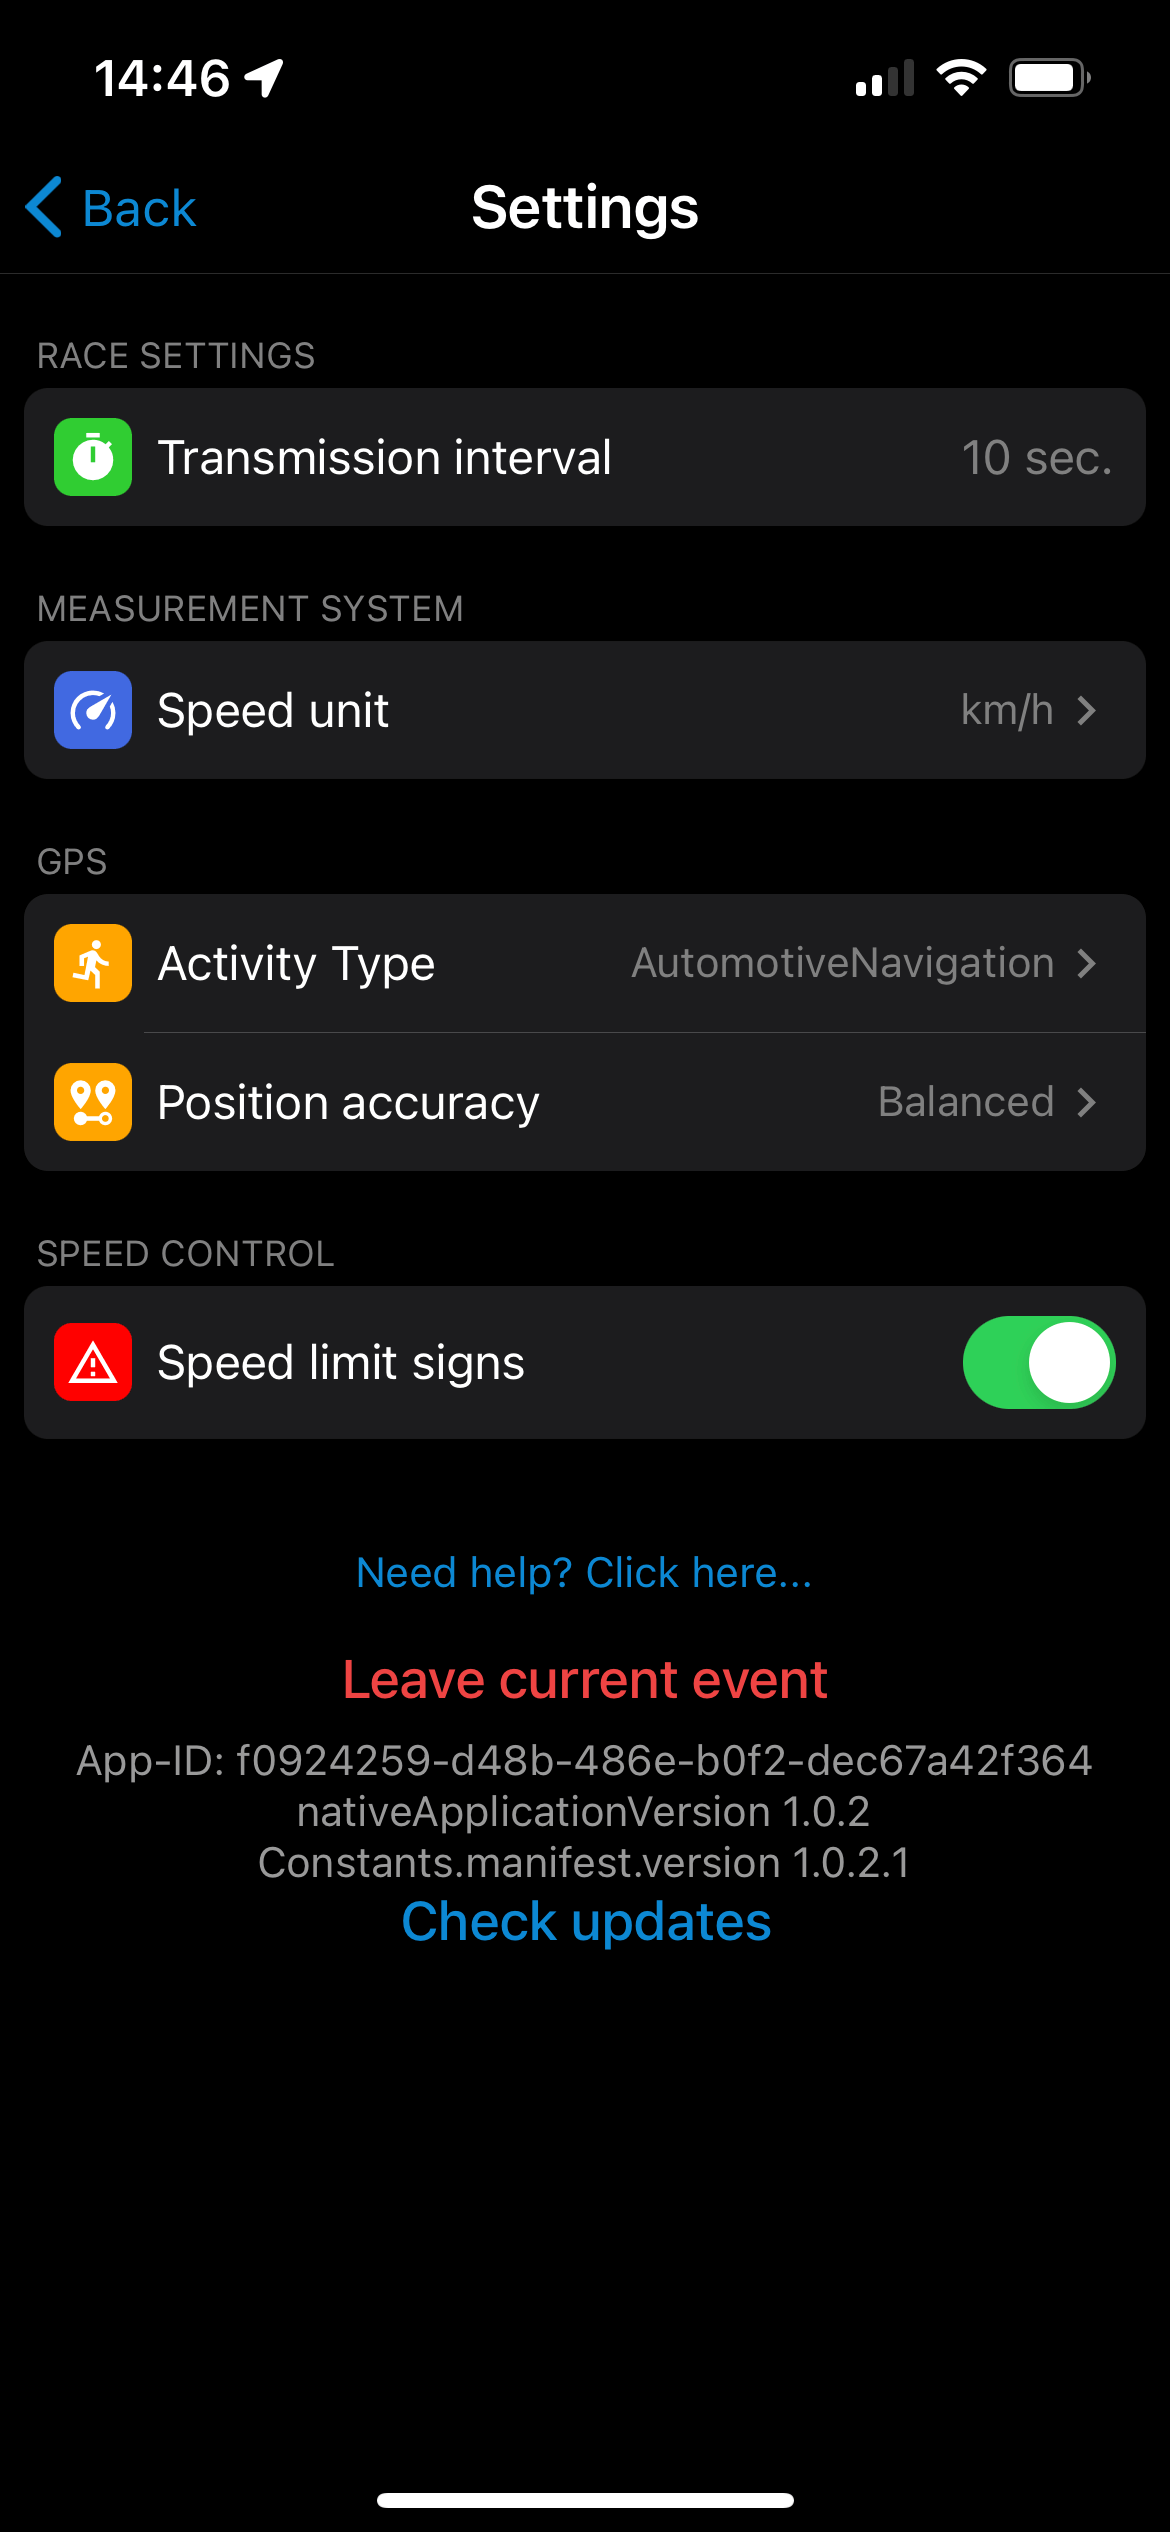 14:46
Back
Settings
RACE SETTINGS
Transmission interval 10 sec.
MEASUREMENT SYSTEM
Speed unit km/h
GPS
Activity Type AutomotiveNavigation
Position accuracy Balanced
SPEED CONTROL
Speed limit signs
Need help? Click here...
Leave current event
App-ID: f0924259-d48b-486e-b0f2-dec67a42f364
nativeApplicationVersion 1.0.2
Constants.manifest.version 1.0.2.1
Check updates